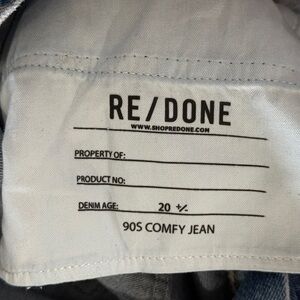 RE/DONE
WWW.SHOPREDONE.COM
PROPERTY OF:
PRODUCT NO:
DENIM AGE: 20 +/-
90S COMFY JEAN